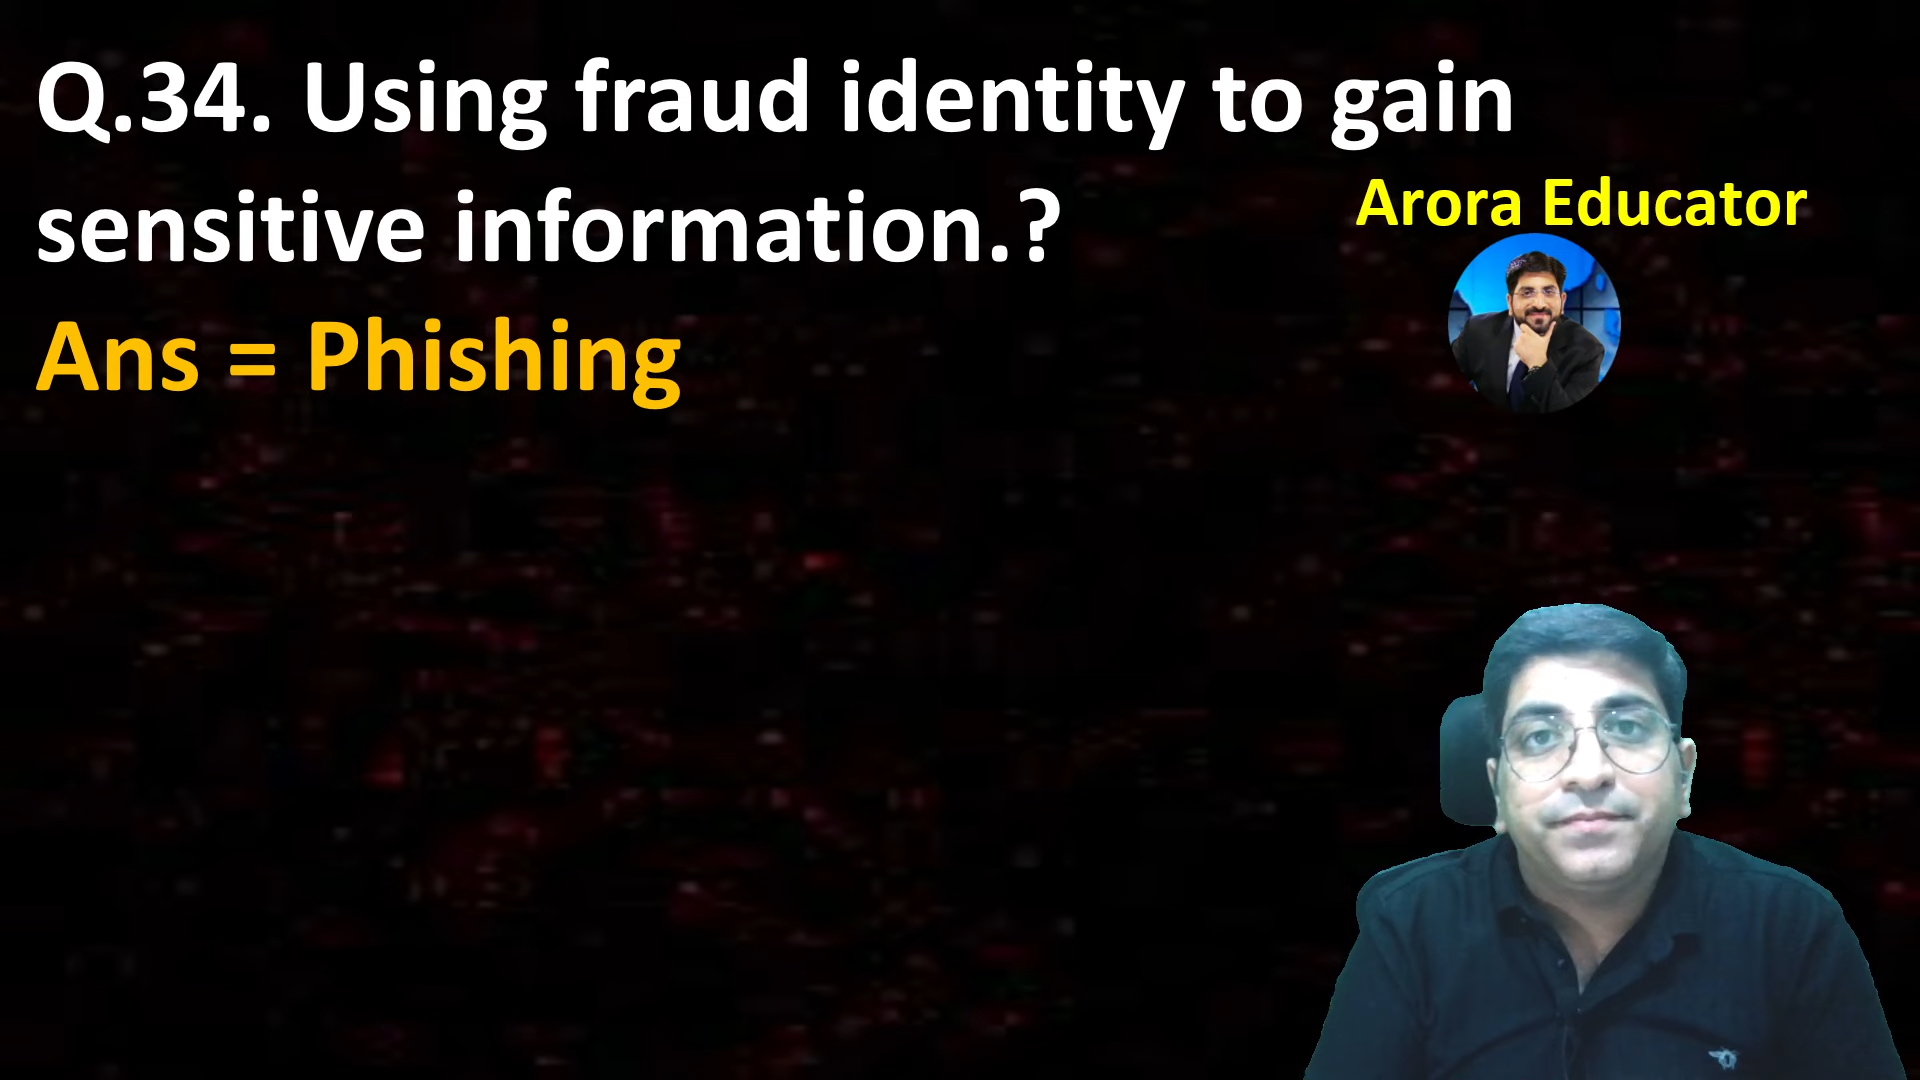 Q.34. Using fraud identity to gain
sensitive information.?
Arora Educator
Ans = Phishing